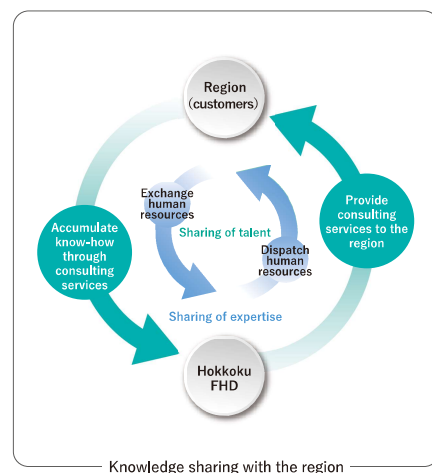 Region
(customers)
Exchange
human
resources
Provide
consulting
services to the
region
Accumulate
know-how
through
consulting
services
Sharing of talent
Dispatch
human
resources
Sharing of expertise
Hokkoku
FHD
Knowledge sharing with the region